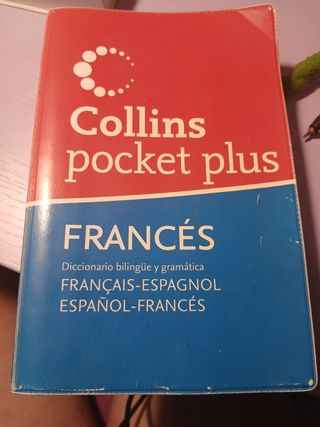 Collins
pocket plus
FRANCÉS
Diccionario bilingüe y gramática
FRANÇAIS-ESPAGNOL
ESPAÑOL-FRANCÉS